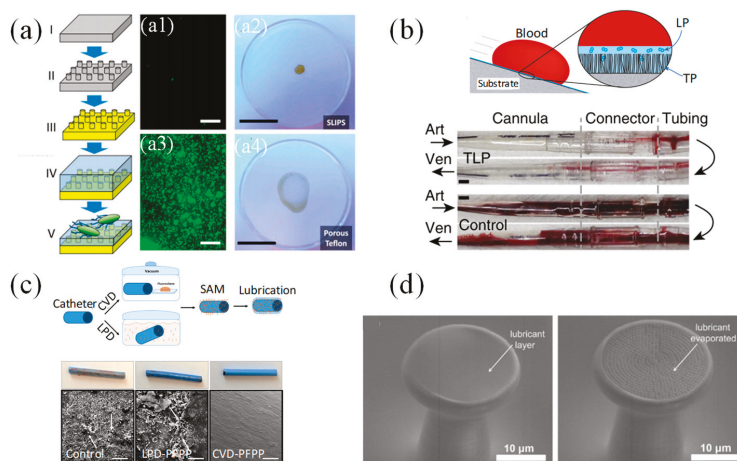 (a)
I
II
III
IV
V
(a1)
(a2)
SLIPS
(a3)
(a4)
Porous
Teflon
(b)
Blood
LP
Substrate
TP
Cannula Connector Tubing
Art
Ven
TLP
Art
Ven
Control
(c)
Catheter
CVD
LPD
Vacuum
SAM
Lubrication
Control
LPD-PFPP
CVD-PFPP
(d)
lubricant
layer
10 µm
lubricant
evaporated
10 µm